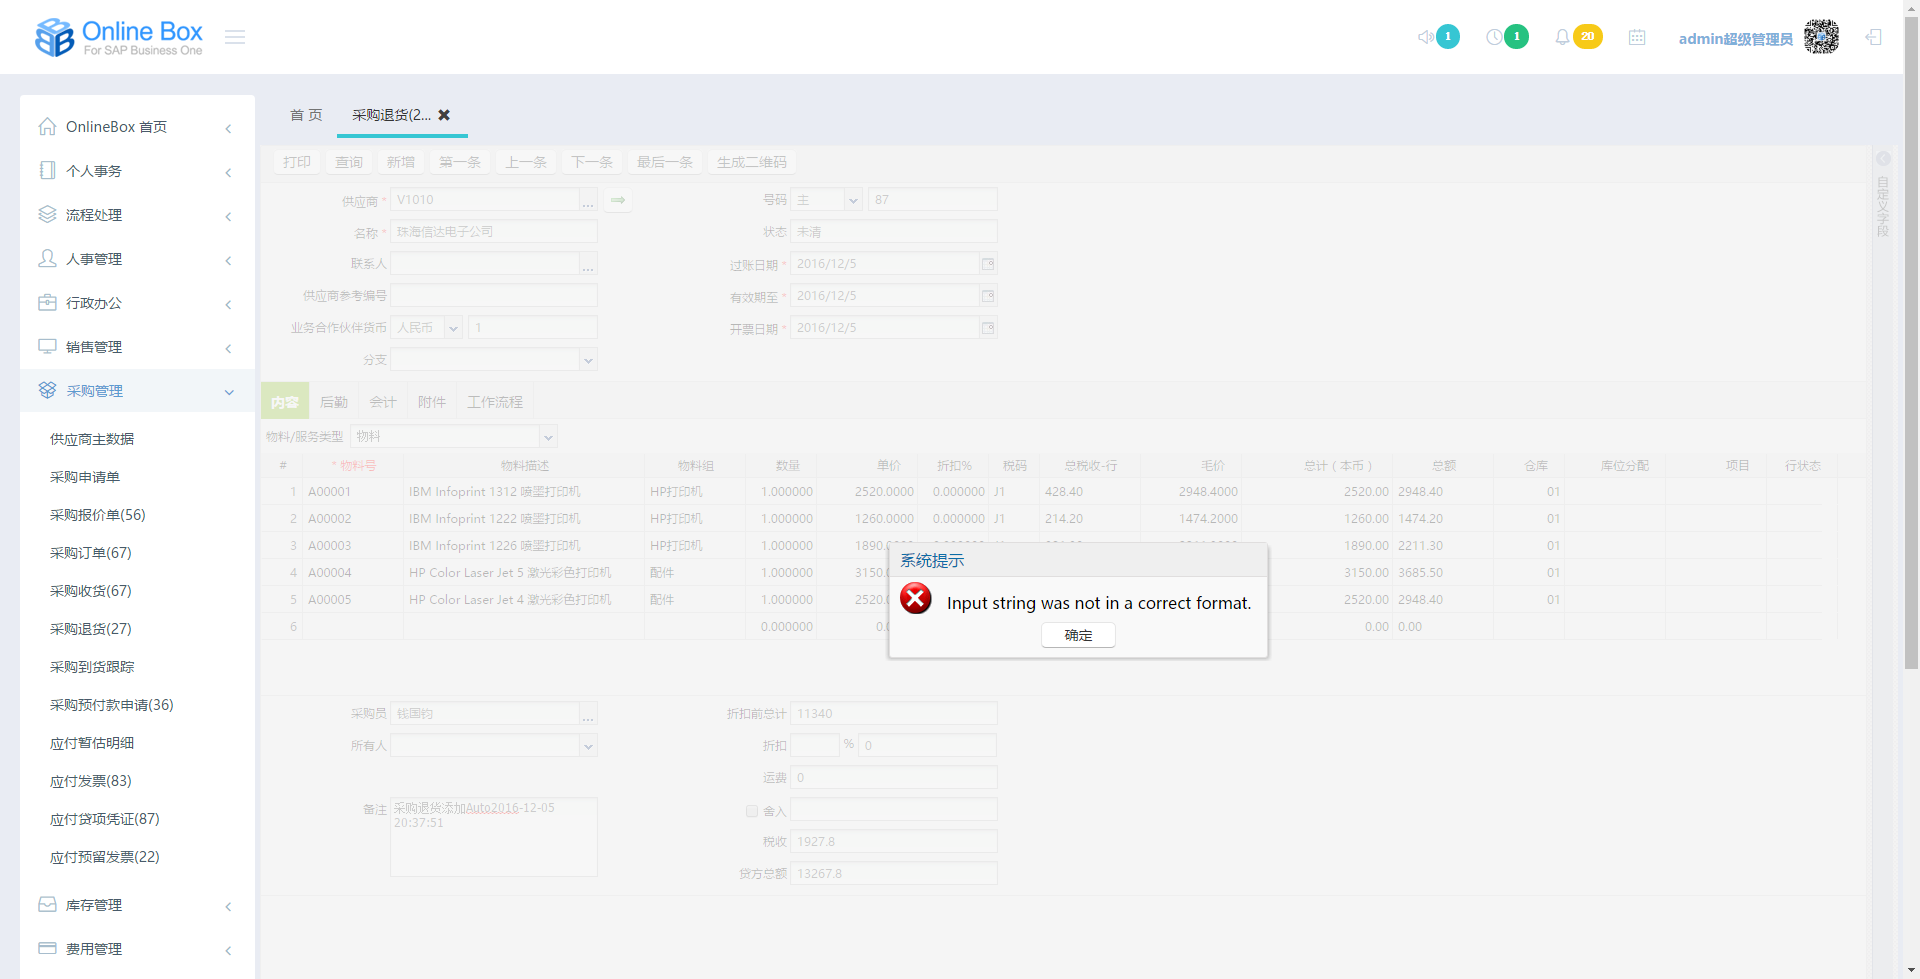 Online Box
For SAP Business One
1
1
20
admin超级管理员
OnlineBox 首页
个人事务
流程处理
人事管理
行政办公
销售管理
采购管理
供应商主数据
采购申请单
采购报价单(56)
采购订单(67)
采购收货(67)
采购退货(27)
采购到货跟踪
采购预付款申请(36)
应付暂估明细
应付发票(83)
应付贷项凭证(87)
应付预留发票(22)
库存管理
费用管理
首 页 采购退货(2...
打印 查询 新增 第一条 上一条 下一条 最后一条 生成二维码
自定义字段
供应商 * V1010 ... 号码 主 87
名称 * 珠海信达电子公司 状态 未清
联系人 ... 过账日期 * 2016/12/5
供应商参考编号 有效期至 * 2016/12/5
业务合作伙伴货币 人民币 1 开票日期 * 2016/12/5
分支
内容 后勤 会计 附件 工作流程
物料/服务类型 物料
# * 物料号 物料描述 物料组 数量 单价 折扣% 税码 总税收-行 毛价 总计（本币） 总额 仓库 库位分配 项目 行状态
1 A00001 IBM Infoprint 1312 喷墨打印机 HP打印机 1.000000 2520.0000 0.000000 J1 428.40 2948.4000 2520.00 2948.40 01
2 A00002 IBM Infoprint 1222 喷墨打印机 HP打印机 1.000000 1260.0000 0.000000 J1 214.20 1474.2000 1260.00 1474.20 01
3 A00003 IBM Infoprint 1226 喷墨打印机 HP打印机 1.000000 1890. 1890.00 2211.30 01
4 A00004 HP Color Laser Jet 5 激光彩色打印机 配件 1.000000 3150. 3150.00 3685.50 01
5 A00005 HP Color Laser Jet 4 激光彩色打印机 配件 1.000000 2520. 2520.00 2948.40 01
6 0.000000 0. 0.00 0.00
系统提示
Input string was not in a correct format.
确定
采购员 钱国钧 ... 折扣前总计 11340
所有人 折扣 % 0
运费 0
备注 采购退货添加Auto2016-12-05
20:37:51
舍入
税收 1927.8
贷方总额 13267.8